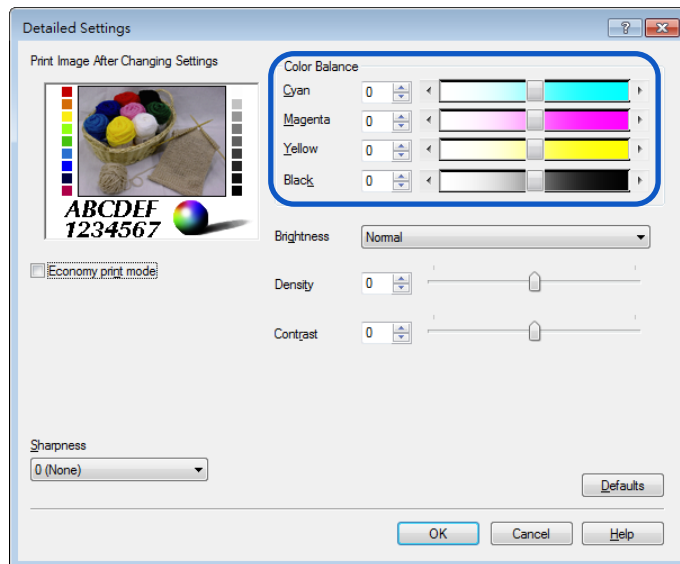 Detailed Settings
Print Image After Changing Settings
ABCDEF
1234567
Economy print mode
Color Balance
Cyan 0
Magenta 0
Yellow 0
Black 0
Brightness Normal
Density 0
Contrast 0
Sharpness
0 (None)
Defaults
OK Cancel Help